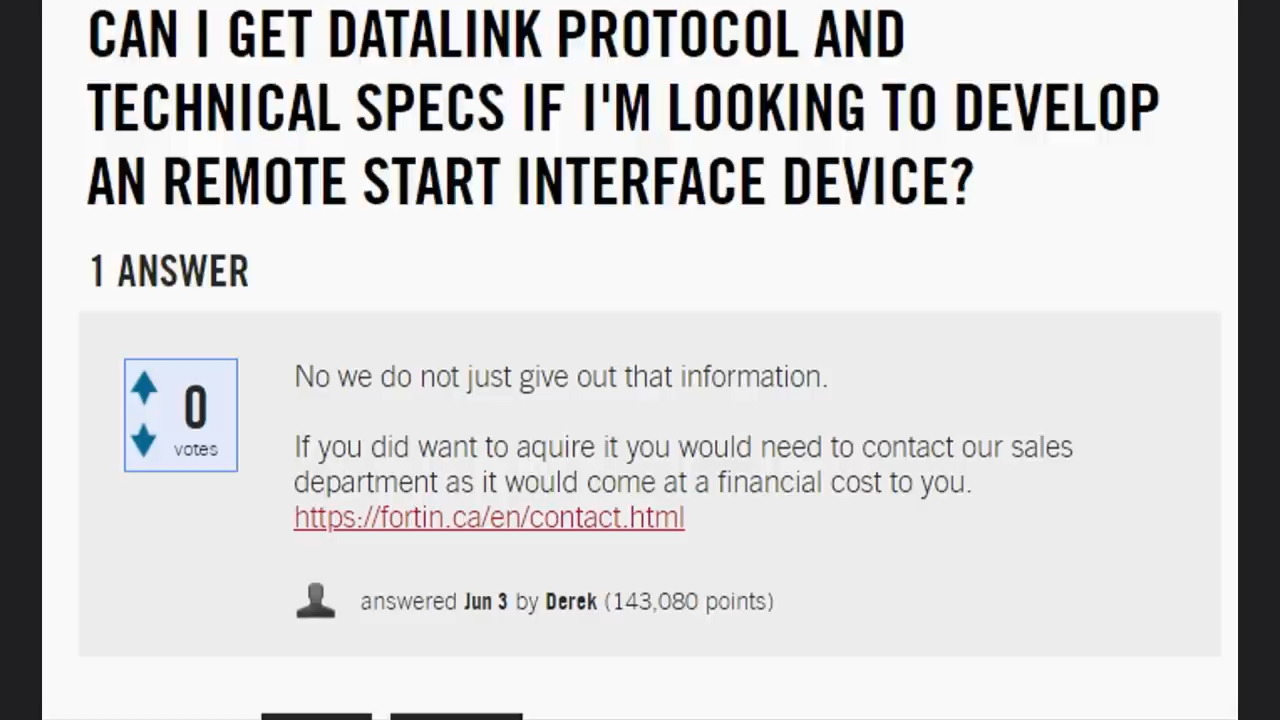 CAN I GET DATALINK PROTOCOL AND
TECHNICAL SPECS IF I'M LOOKING TO DEVELOP
AN REMOTE START INTERFACE DEVICE?
1 ANSWER
0
votes
No we do not just give out that information.
If you did want to aquire it you would need to contact our sales
department as it would come at a financial cost to you.
https://fortin.ca/en/contact.html
answered Jun 3 by Derek (143,080 points)